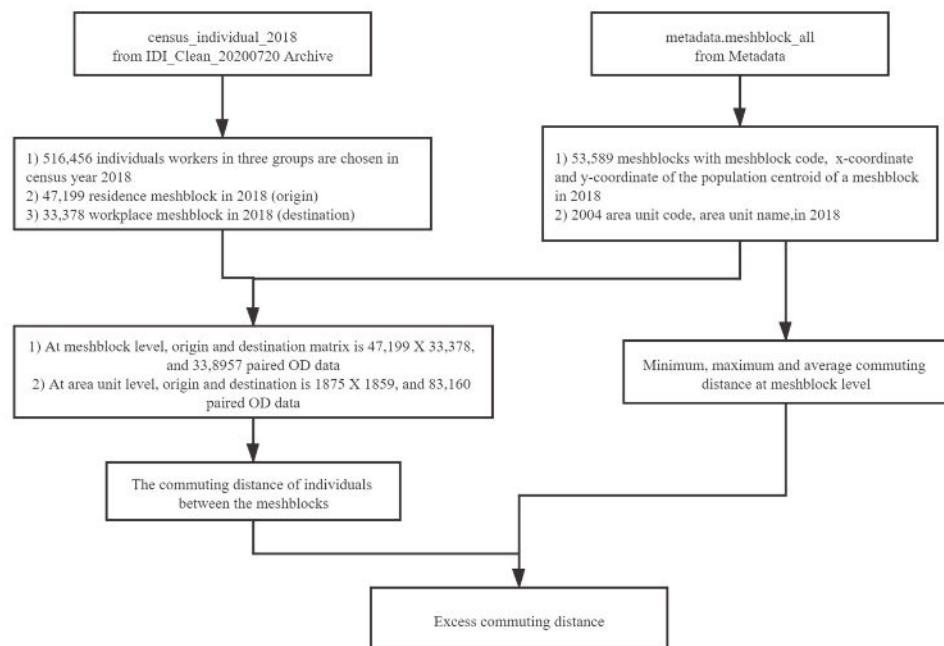 census_individual_2018
from IDI_Clean_20200720 Archive
metadata.meshblock_all
from Metadata
1) 516,456 individuals workers in three groups are chosen in
census year 2018
2) 47,199 residence meshblock in 2018 (origin)
3) 33,378 workplace meshblock in 2018 (destination)
1) 53,589 meshblocks with meshblock code, x-coordinate
and y-coordinate of the population centroid of a meshblock
in 2018
2) 2004 area unit code, area unit name,in 2018
1) At meshblock level, origin and destination matrix is 47,199 X 33,378,
and 33,8957 paired OD data
2) At area unit level, origin and destination is 1875 X 1859, and 83,160
paired OD data
Minimum, maximum and average commuting
distance at meshblock level
The commuting distance of individuals
between the meshblocks
Excess commuting distance